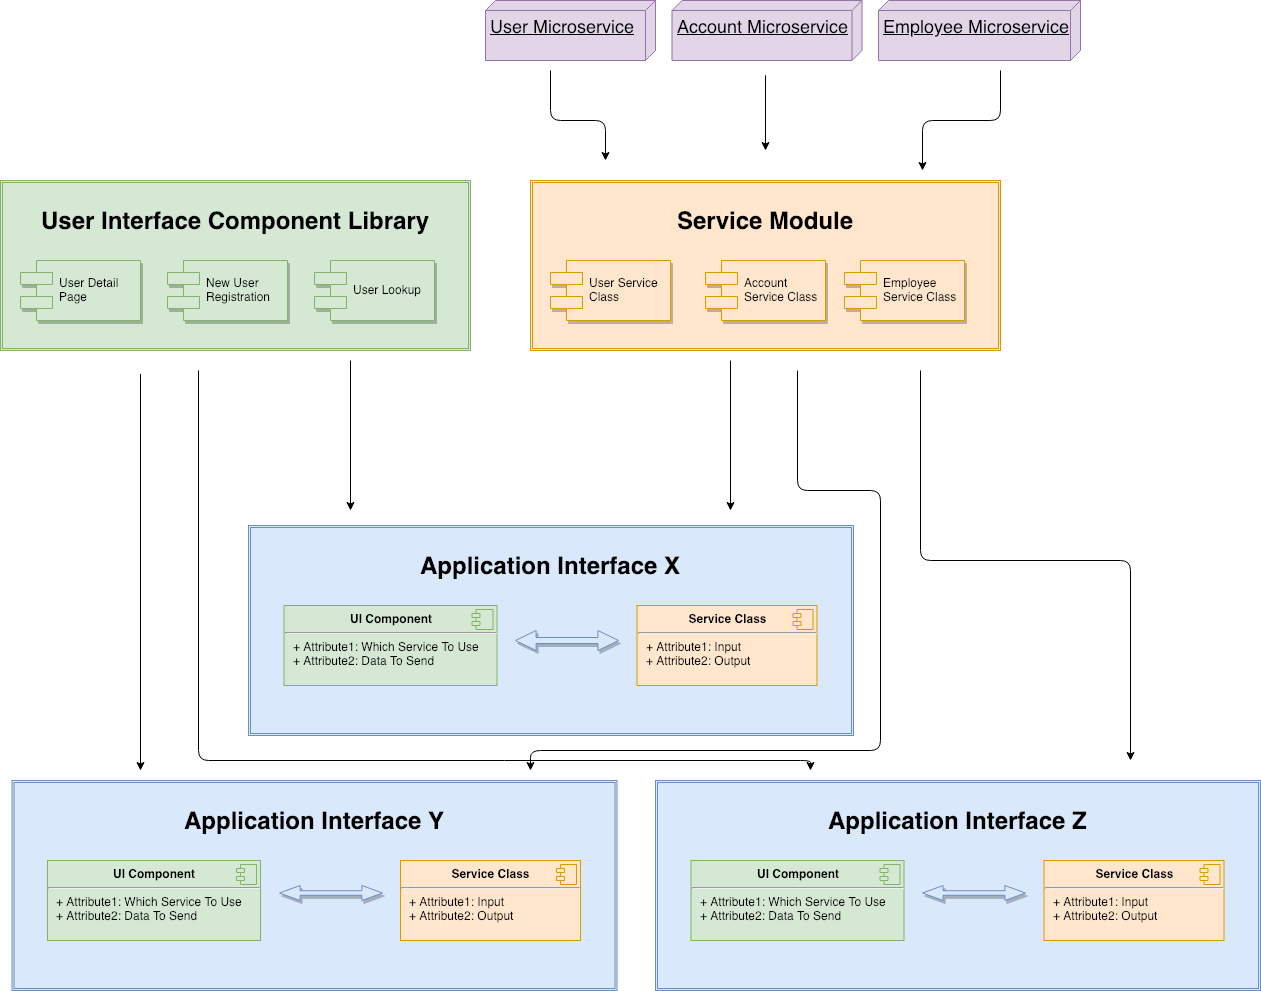 User Microservice
Account Microservice
Employee Microservice
User Interface Component Library
User Detail
Page
New User
Registration
User Lookup
Service Module
User Service
Class
Account
Service Class
Employee
Service Class
Application Interface X
UI Component
+ Attribute1: Which Service To Use
+ Attribute2: Data To Send
Service Class
+ Attribute1: Input
+ Attribute2: Output
Application Interface Y
UI Component
+ Attribute1: Which Service To Use
+ Attribute2: Data To Send
Service Class
+ Attribute1: Input
+ Attribute2: Output
Application Interface Z
UI Component
+ Attribute1: Which Service To Use
+ Attribute2: Data To Send
Service Class
+ Attribute1: Input
+ Attribute2: Output